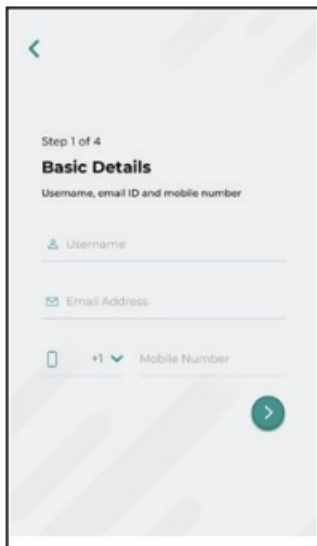 Step 1 of 4
Basic Details
Username, email ID and mobile number
Username
Email Address
+1 Mobile Number